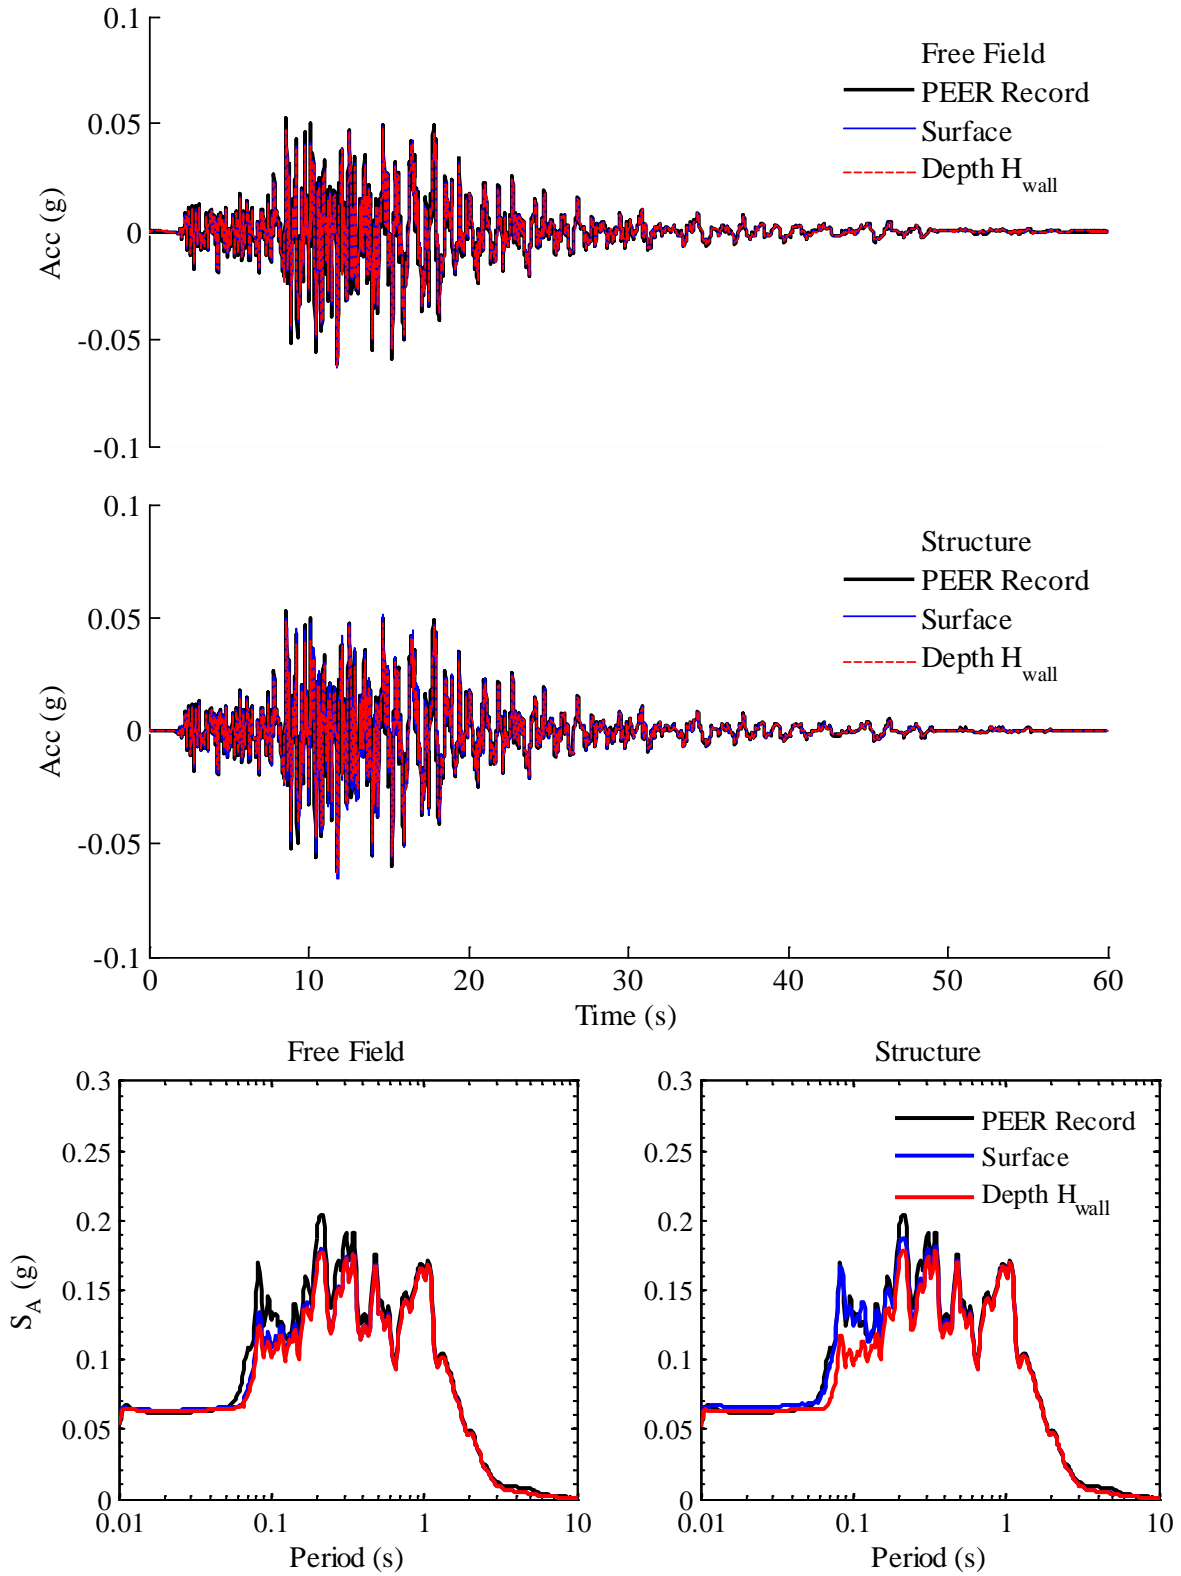 0.1
0.05
0
-0.05
-0.1
Acc (g)
Free Field
PEER Record
Surface
Depth H_wall
0.1
0.05
0
-0.05
-0.1
Acc (g)
Structure
PEER Record
Surface
Depth H_wall
0 10 20 30 40 50 60
Time (s)
Free Field
0.3
0.25
0.2
0.15
0.1
0.05
0
S_A (g)
0.01 0.1 1 10
Period (s)
Structure
0.3
0.25
0.2
0.15
0.1
0.05
0
PEER Record
Surface
Depth H_wall
0.01 0.1 1 10
Period (s)